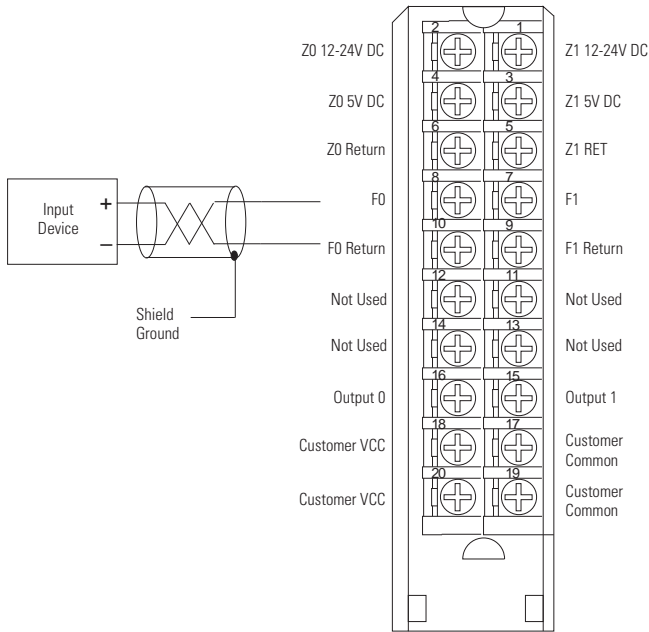 2 1
Z0 12-24V DC Z1 12-24V DC
4 3
Z0 5V DC Z1 5V DC
6 5
Z0 Return Z1 RET
8 7
Input
Device
+
–
F0 F1
10 9
F0 Return F1 Return
12 11
Not Used Not Used
Shield
Ground
14 13
Not Used Not Used
16 15
Output 0 Output 1
18 17
Customer VCC Customer
Common
20 19
Customer VCC Customer
Common